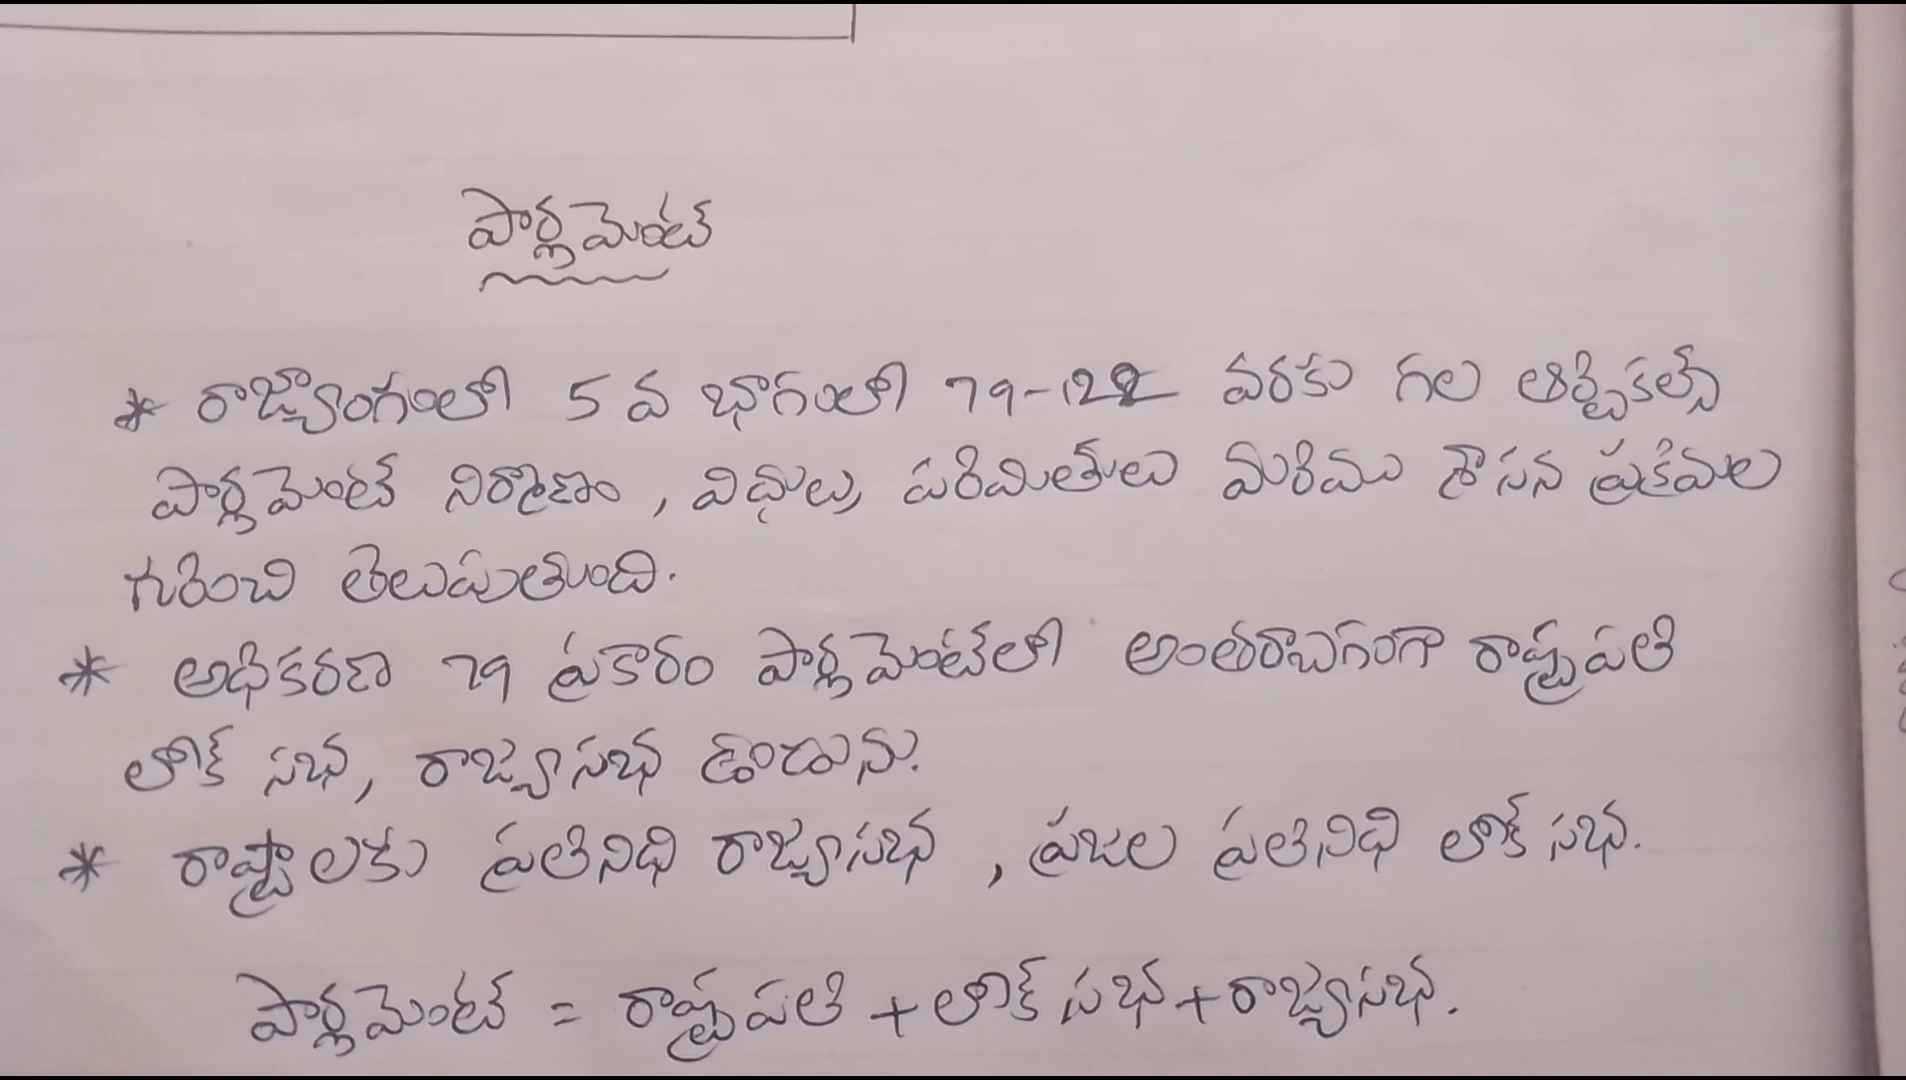 పార్లమెంట్
* రాజ్యాంగంలో 5 వ భాగంలో 79-122 వరకు గల ఆర్టికల్స్
పార్లమెంట్ నిర్మాణం, విధులు, పరిమితులు మరియు శాసన ప్రక్రియల
గురించి తెలుపుతుంది.
* అధికరణ 79 ప్రకారం పార్లమెంట్‌లో అంతరాబగంగా రాష్ట్రపతి
లోక్ సభ, రాజ్యసభ ఉండును.
* రాష్ట్రాలకు ప్రతినిధి రాజ్యసభ, ప్రజల ప్రతినిధి లోక్ సభ.
పార్లమెంట్ = రాష్ట్రపతి + లోక్ సభ + రాజ్యసభ.